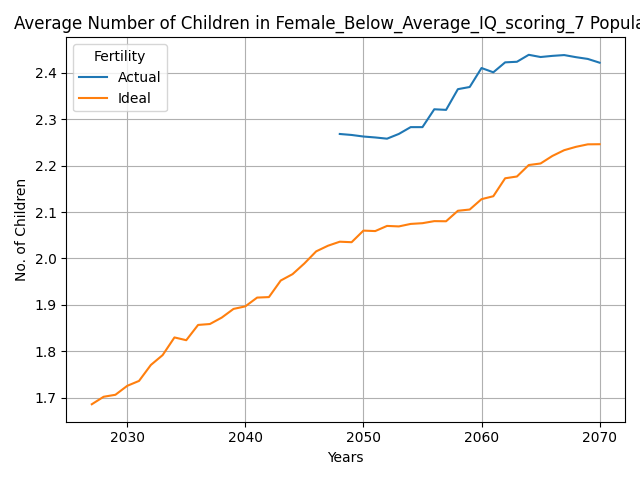 Average Number of Children in Female_Below_Average_IQ_scoring_7 Popula
Fertility
Actual
Ideal
No. of Children
2.4
2.3
2.2
2.1
2.0
1.9
1.8
1.7
2030 2040 2050 2060 2070
Years